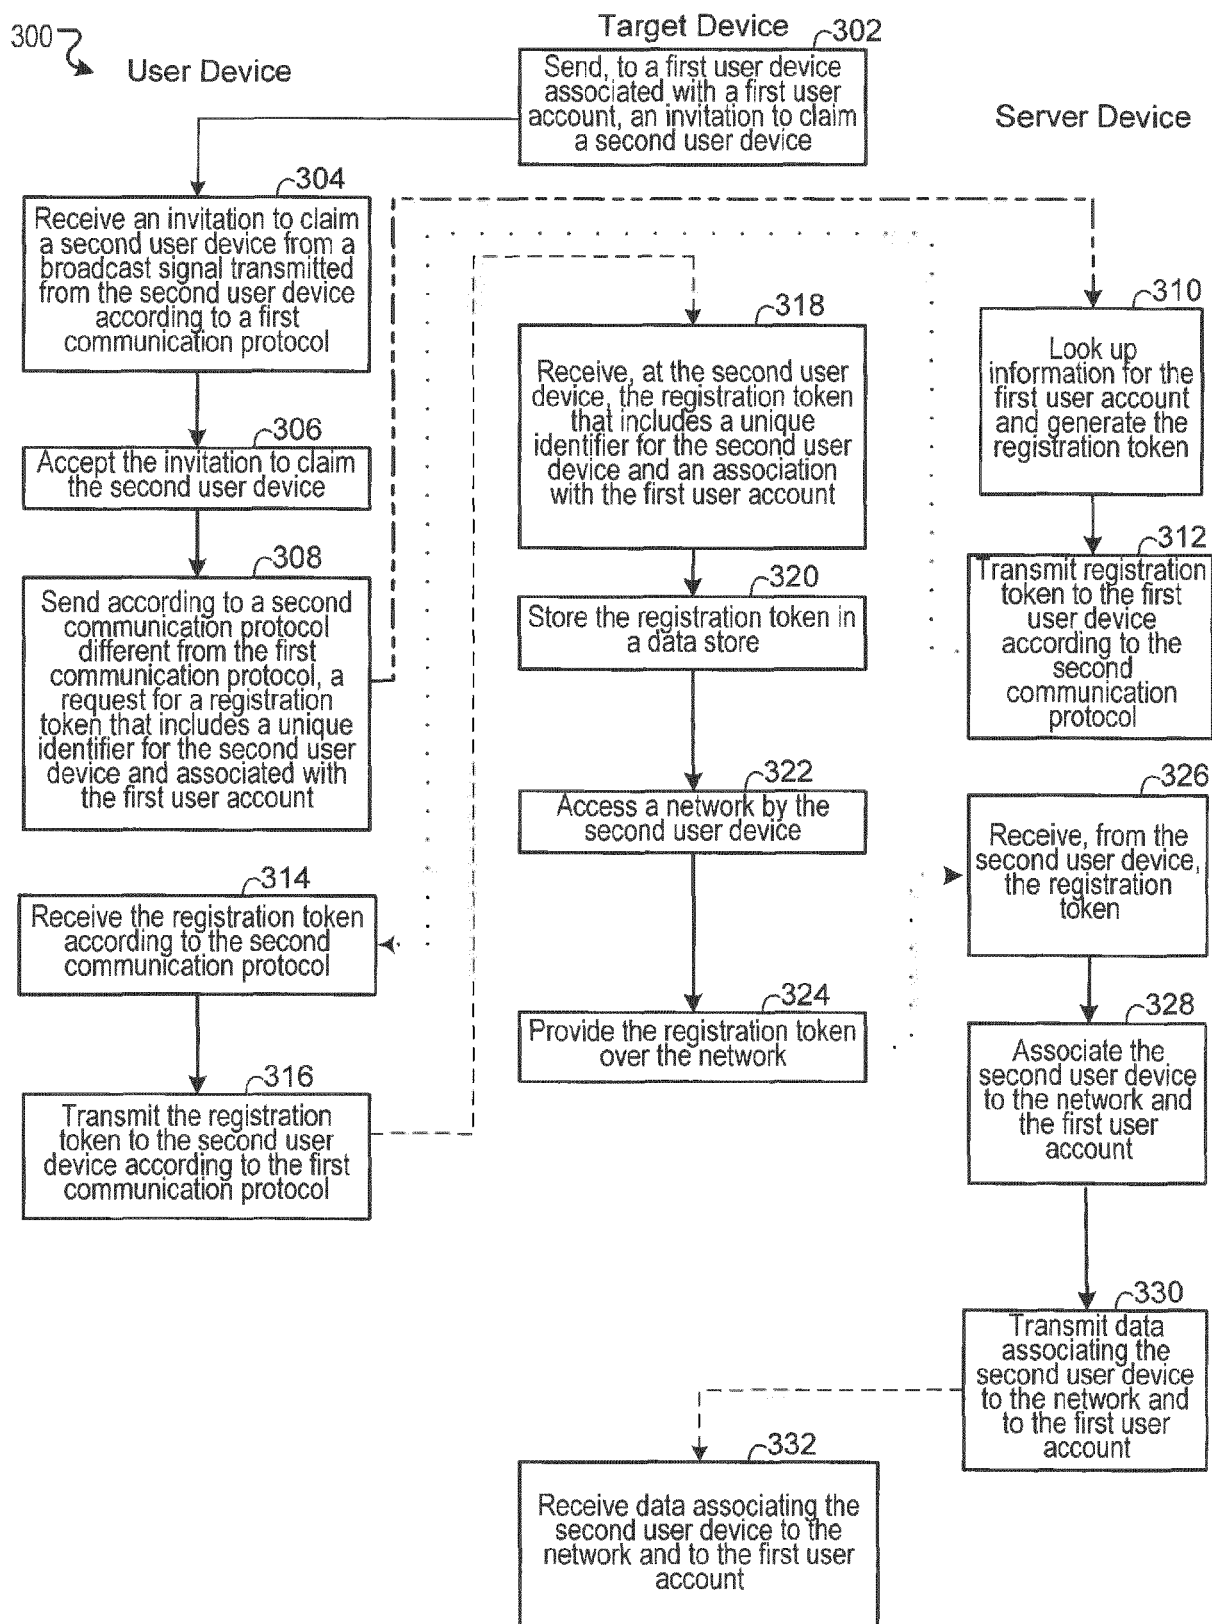 300
User Device
Target Device
302
Send, to a first user device
associated with a first user
account, an invitation to claim
a second user device
Server Device
304
Receive an invitation to claim
a second user device from a
broadcast signal transmitted
from the second user device
according to a first
communication protocol
306
Accept the invitation to claim
the second user device
308
Send according to a second
communication protocol
different from the first
communication protocol, a
request for a registration
token that includes a unique
identifier for the second user
device and associated with
the first user account
310
Look up
information for the
first user account
and generate the
registration token
312
Transmit registration
token to the first
user device
according to the
second
communication
protocol
314
Receive the registration token
according to the second
communication protocol
316
Transmit the registration
token to the second user
device according to the first
communication protocol
318
Receive, at the second user
device, the registration token
that includes a unique
identifier for the second user
device and an association
with the first user account
320
Store the registration token in
a data store
322
Access a network by the
second user device
324
Provide the registration token
over the network
326
Receive, from the
second user device,
the registration
token
328
Associate the
second user device
to the network and
the first user
account
330
Transmit data
associating the
second user device
to the network and
to the first user
account
332
Receive data associating the
second user device to the
network and to the first user
account